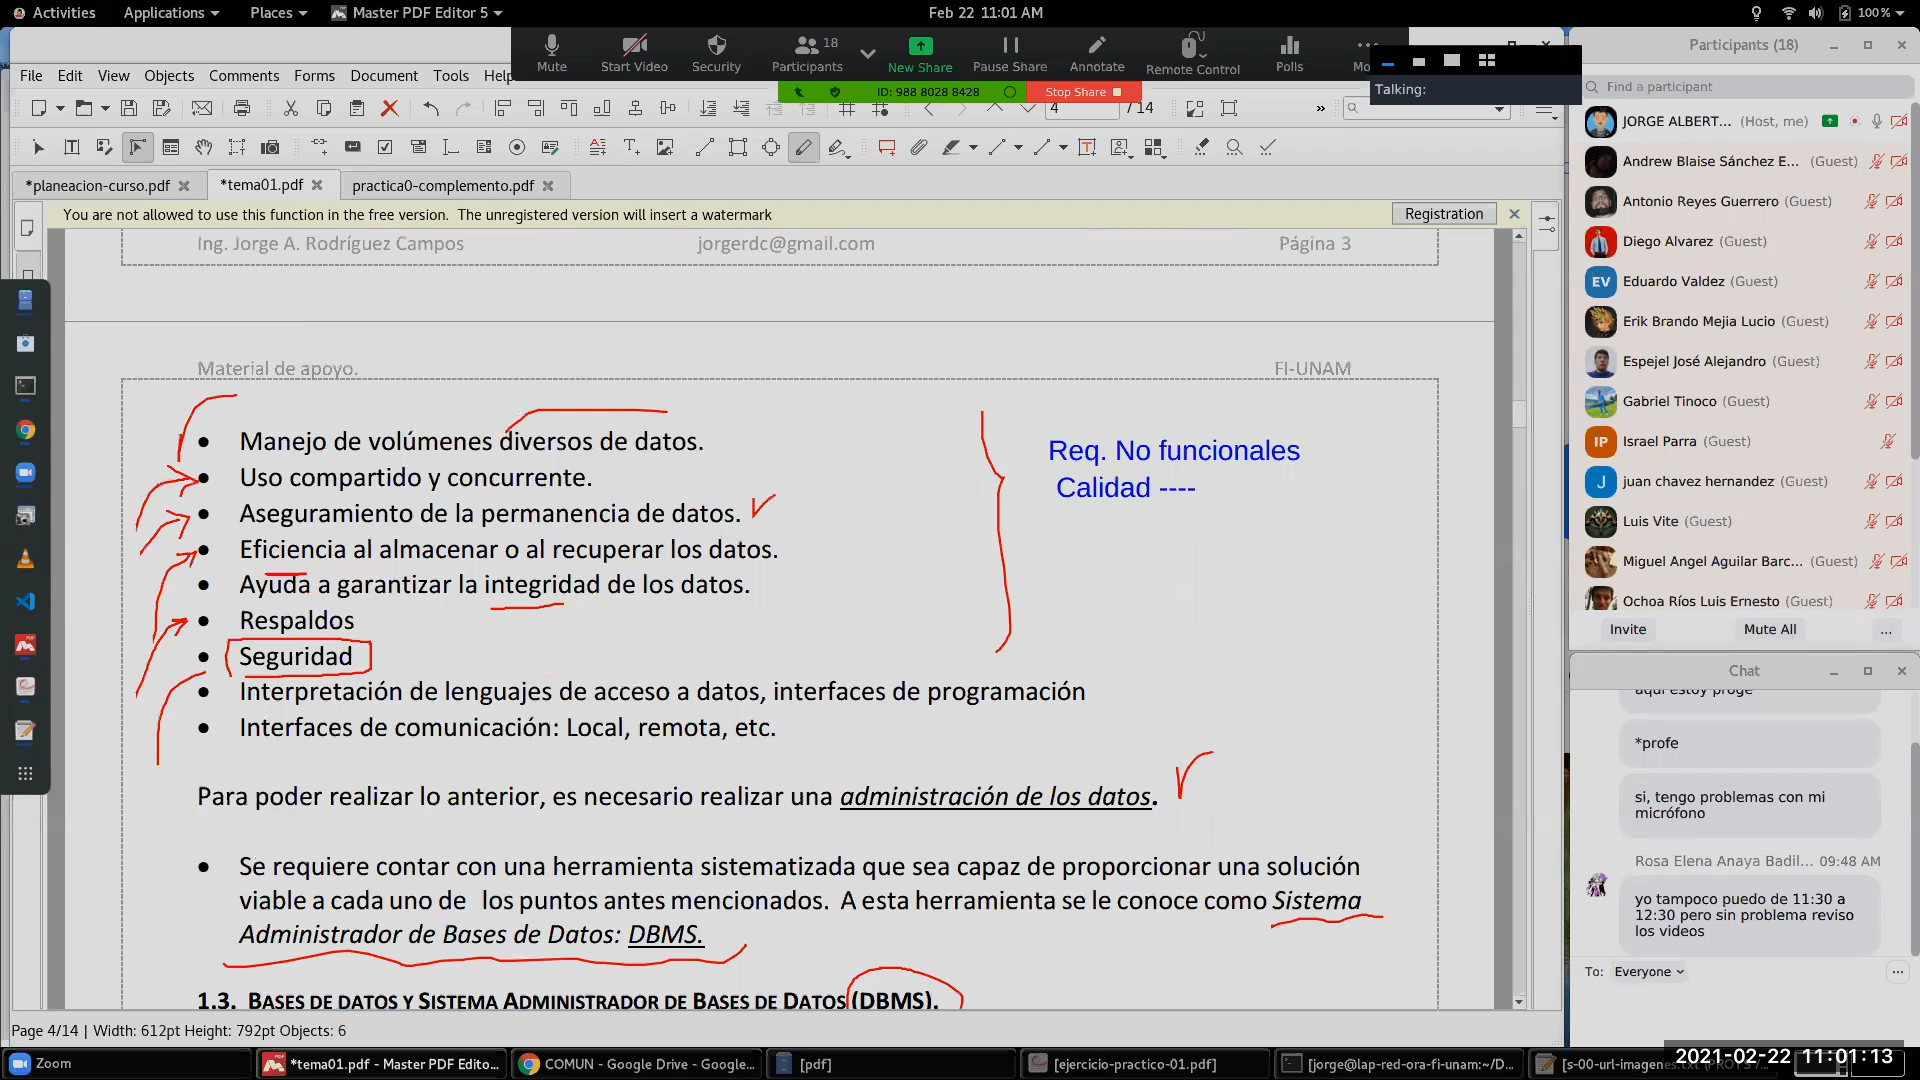 Activities Applications Places Master PDF Editor 5 Feb 22 11:01 AM 100 %
File Edit View Objects Comments Forms Document Tools Help
Mute Start Video Security 18 Participants New Share Pause Share Annotate Remote Control Polls
ID: 988 8028 8428 Stop Share
Talking:
4 / 14
*planeacion-curso.pdf *tema01.pdf practica0-complemento.pdf
You are not allowed to use this function in the free version. The unregistered version will insert a watermark Registration
Ing. Jorge A. Rodríguez Campos jorgerdc@gmail.com Página 3
Material de apoyo. FI-UNAM
• Manejo de volúmenes diversos de datos.
• Uso compartido y concurrente.
• Aseguramiento de la permanencia de datos.
• Eficiencia al almacenar o al recuperar los datos.
• Ayuda a garantizar la integridad de los datos.
• Respaldos
• Seguridad
• Interpretación de lenguajes de acceso a datos, interfaces de programación
• Interfaces de comunicación: Local, remota, etc.
Req. No funcionales
Calidad ----
Para poder realizar lo anterior, es necesario realizar una administración de los datos.
• Se requiere contar con una herramienta sistematizada que sea capaz de proporcionar una solución
viable a cada uno de los puntos antes mencionados. A esta herramienta se le conoce como Sistema
Administrador de Bases de Datos: DBMS.
1.3. BASES DE DATOS Y SISTEMA ADMINISTRADOR DE BASES DE DATOS (DBMS).
Page 4/14 | Width: 612pt Height: 792pt Objects: 6
Participants (18)
Find a participant
JORGE ALBERT... (Host, me)
Andrew Blaise Sánchez E... (Guest)
Antonio Reyes Guerrero (Guest)
Diego Alvarez (Guest)
EV Eduardo Valdez (Guest)
Erik Brando Mejia Lucio (Guest)
Espejel José Alejandro (Guest)
Gabriel Tinoco (Guest)
IP Israel Parra (Guest)
J juan chavez hernandez (Guest)
Luis Vite (Guest)
Miguel Angel Aguilar Barc... (Guest)
Ochoa Ríos Luis Ernesto (Guest)
Invite Mute All ...
Chat
aqui estoy proge
*profe
si, tengo problemas con mi
micrófono
Rosa Elena Anaya Badil... 09:48 AM
yo tampoco puedo de 11:30 a
12:30 pero sin problema reviso
los videos
To: Everyone
Zoom *tema01.pdf - Master PDF Edito... COMUN - Google Drive - Google... [pdf] [ejercicio-practico-01.pdf] [jorge@lap-red-ora-fi-unam:~/D...
2021-02-22 11:01:13